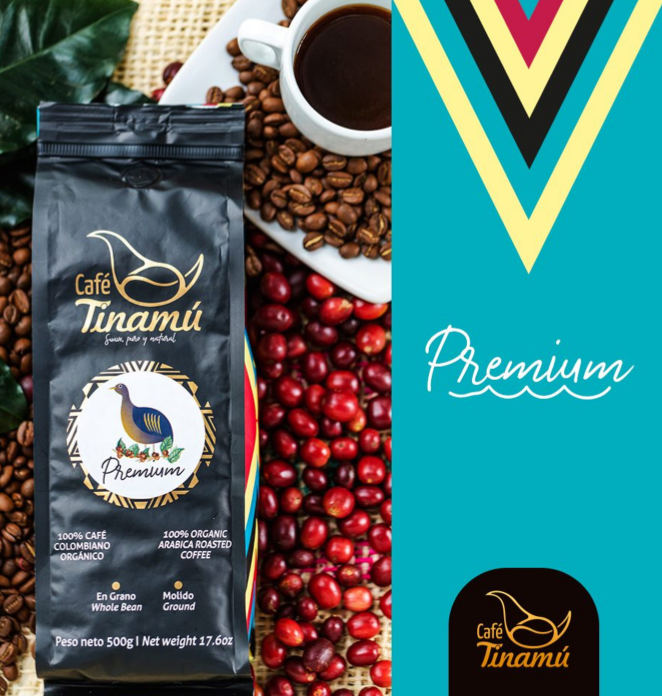 Café
Tinamú
Suave, puro y natural
Premium
100% CAFÉ
COLOMBIANO
ORGÁNICO
100% ORGANIC
ARABICA ROASTED
COFFEE
En Grano
Whole Bean
Molido
Ground
Peso neto 500g | Net weight 17.6oz
Premium
Café
Tinamú